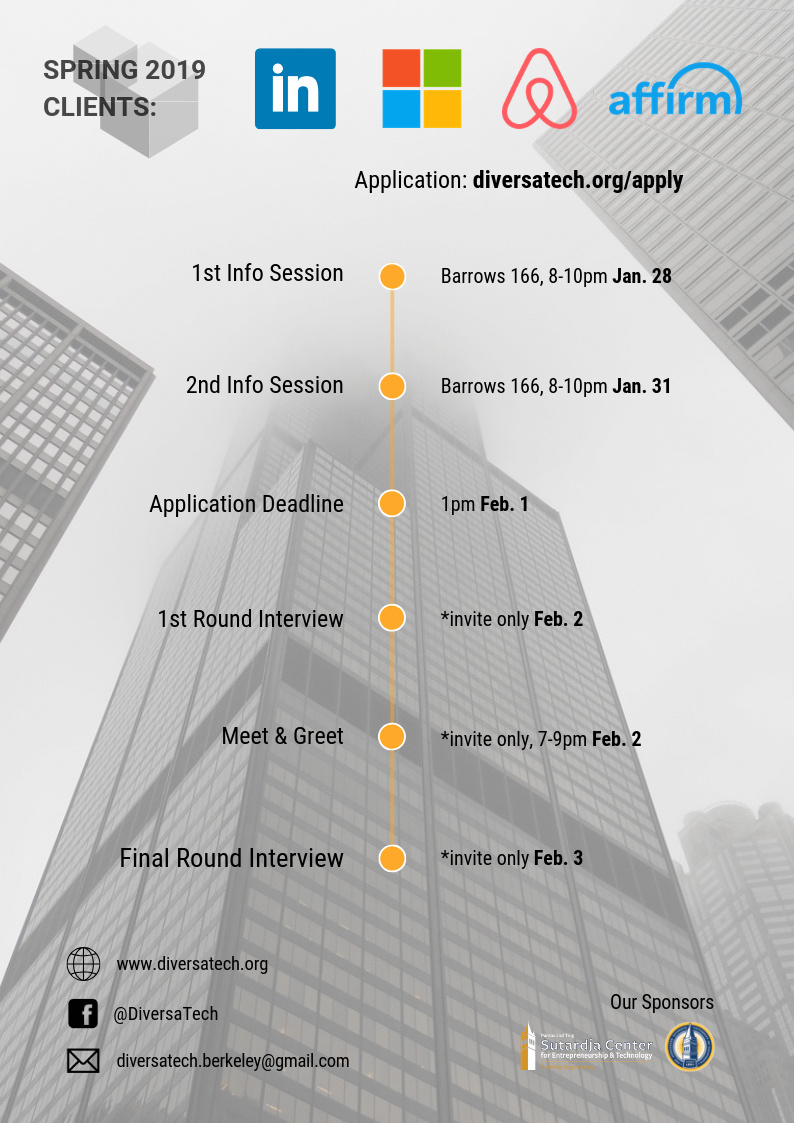 SPRING 2019
CLIENTS:
in
affirm
Application: diversatech.org/apply
1st Info Session
Barrows 166, 8-10pm Jan. 28
2nd Info Session
Barrows 166, 8-10pm Jan. 31
Application Deadline
1pm Feb. 1
1st Round Interview
*invite only Feb. 2
Meet & Greet
*invite only, 7-9pm Feb. 2
Final Round Interview
*invite only Feb. 3
www.diversatech.org
@DiversaTech
diversatech.berkeley@gmail.com
Our Sponsors
Sutardja Center
for Entrepreneurship & Technology